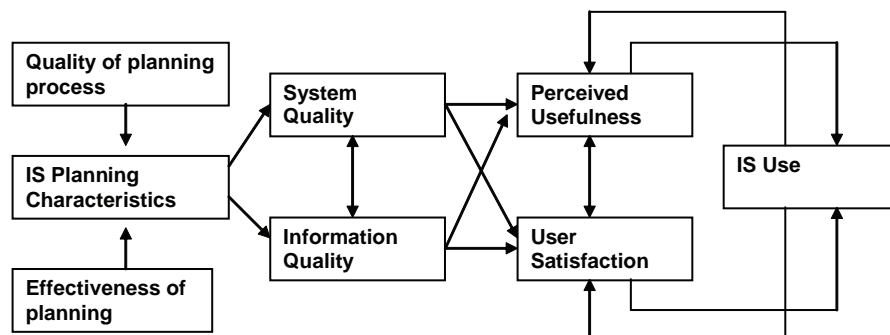 Quality of planning
process
IS Planning
Characteristics
Effectiveness of
planning
System
Quality
Information
Quality
Perceived
Usefulness
User
Satisfaction
IS Use